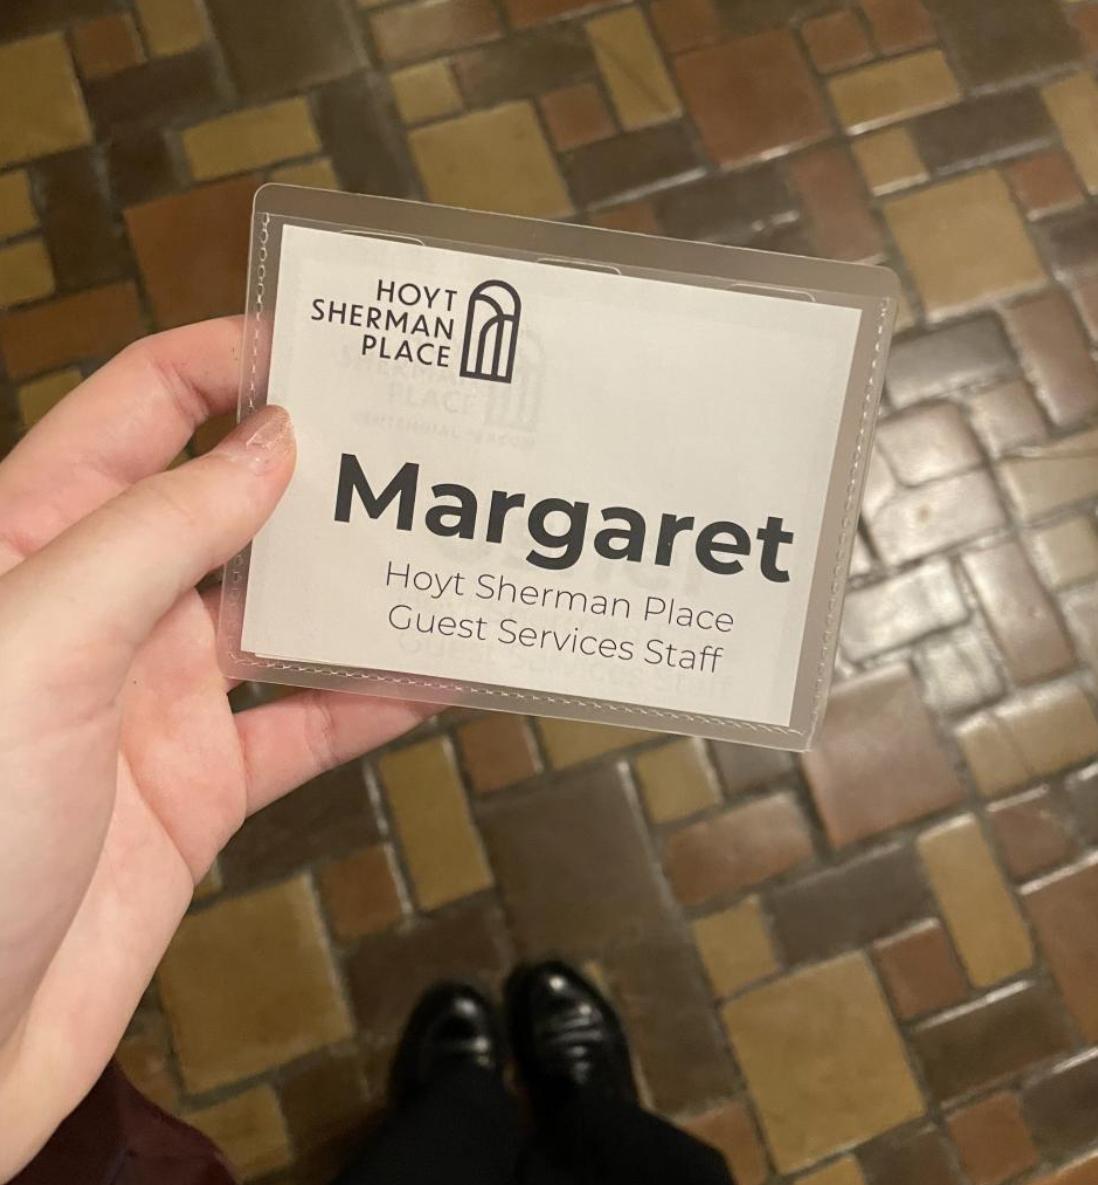 HOYT
SHERMAN
PLACE
Margaret
Hoyt Sherman Place
Guest Services Staff